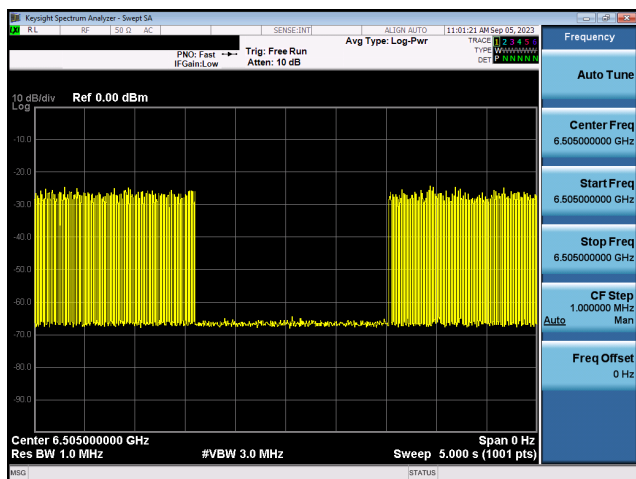 Keysight Spectrum Analyzer - Swept SA
RL RF 50 Ω AC SENSE:INT ALIGN AUTO 11:01:21 AM Sep 05, 2023
Avg Type: Log-Pwr TRACE 1 2 3 4 5 6
PNO: Fast Trig: Free Run TYPE WWWWWW
IFGain:Low Atten: 10 dB DET P N N N N N
10 dB/div Ref 0.00 dBm
Log
-10.0
-20.0
-30.0
-40.0
-50.0
-60.0
-70.0
-80.0
-90.0
Center 6.505000000 GHz Span 0 Hz
Res BW 1.0 MHz #VBW 3.0 MHz Sweep 5.000 s (1001 pts)
MSG STATUS
Frequency
Auto Tune
Center Freq
6.505000000 GHz
Start Freq
6.505000000 GHz
Stop Freq
6.505000000 GHz
CF Step
1.000000 MHz
Auto Man
Freq Offset
0 Hz